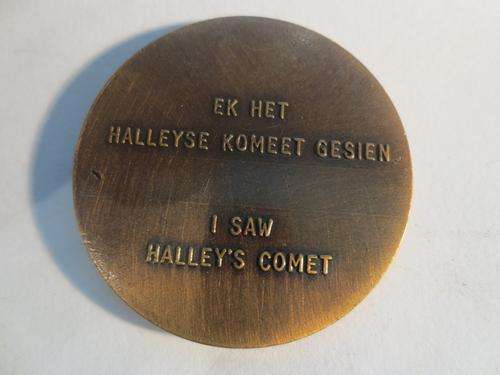 EK HET
HALLEYSE KOMEET GESIEN
I SAW
HALLEY'S COMET